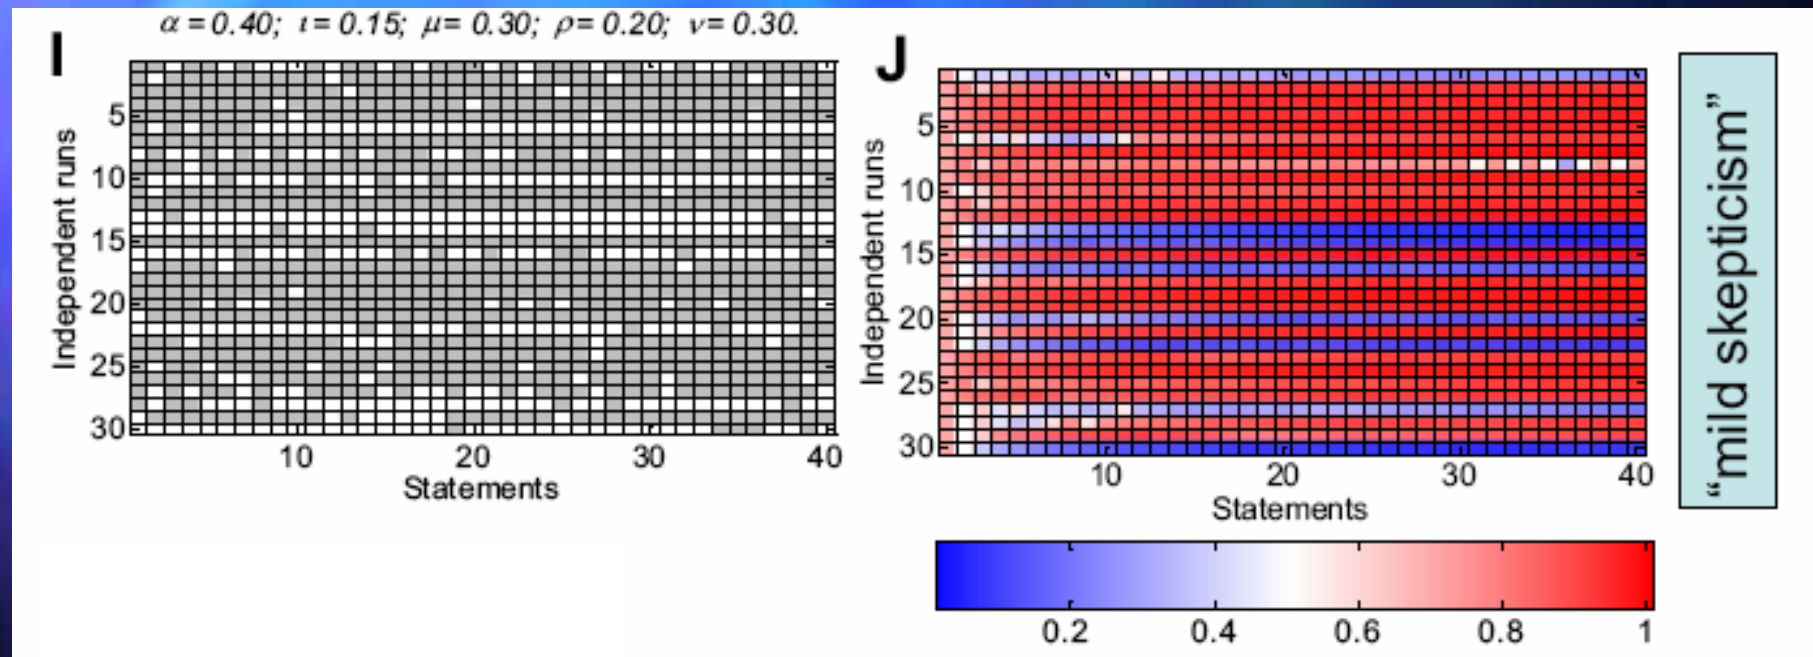 α = 0.40; ι = 0.15; μ = 0.30; ρ = 0.20; ν = 0.30.
I
Independent runs
5
10
15
20
25
30
10 20 30 40
Statements
J
Independent runs
5
10
15
20
25
30
10 20 30 40
Statements
0.2 0.4 0.6 0.8 1
“mild skepticism”